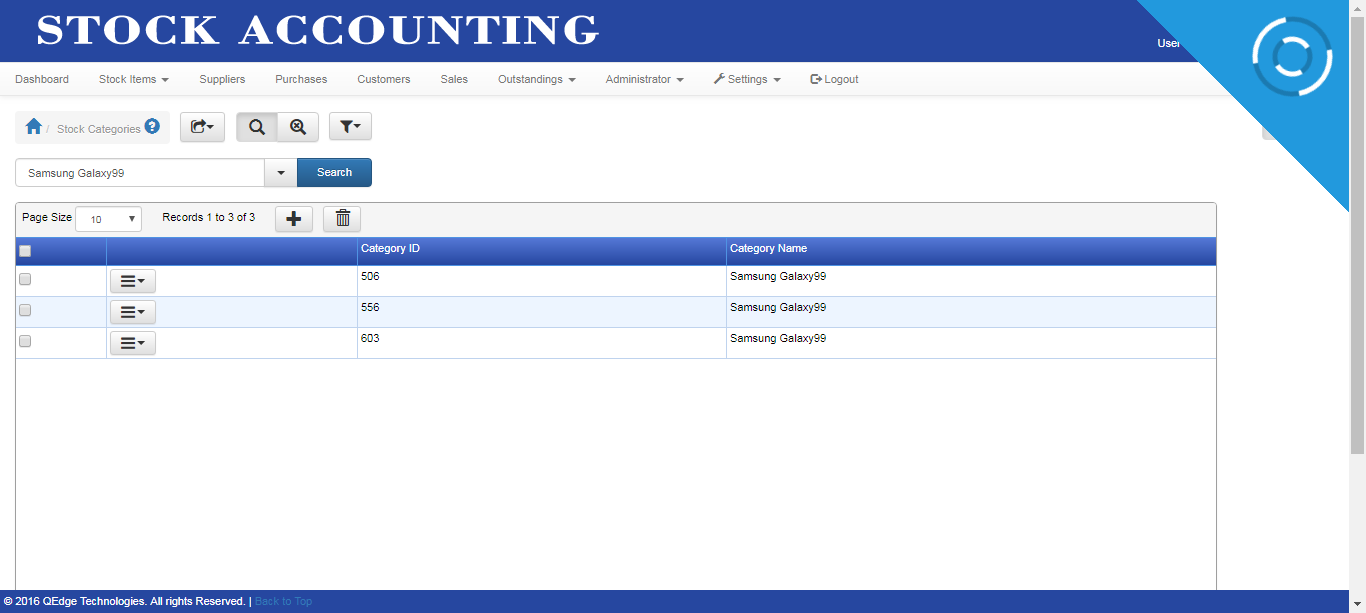 STOCK ACCOUNTING
User
Dashboard Stock Items Suppliers Purchases Customers Sales Outstandings Administrator Settings Logout
/ Stock Categories ?
Samsung Galaxy99 Search
Page Size 10 Records 1 to 3 of 3
Category ID Category Name
506 Samsung Galaxy99
556 Samsung Galaxy99
603 Samsung Galaxy99
© 2016 QEdge Technologies. All rights Reserved. | Back to Top